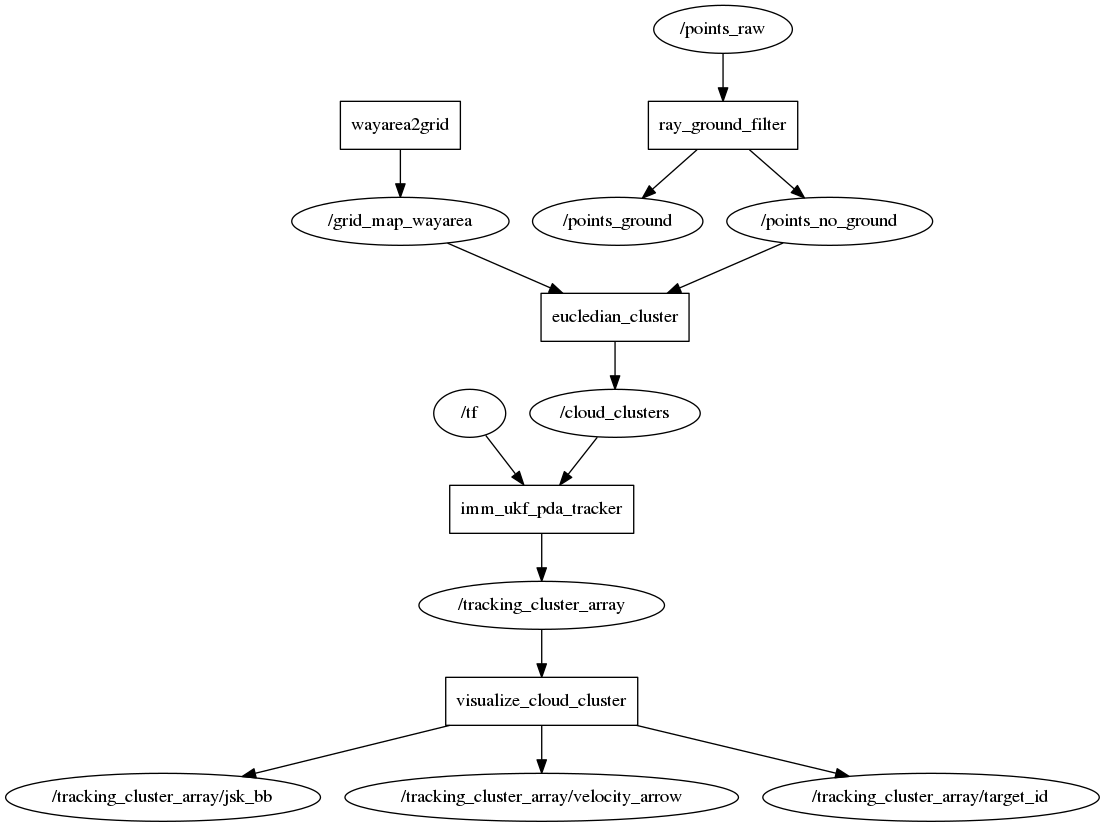 /points_raw
wayarea2grid
ray_ground_filter
/grid_map_wayarea
/points_ground
/points_no_ground
eucledian_cluster
/tf
/cloud_clusters
imm_ukf_pda_tracker
/tracking_cluster_array
visualize_cloud_cluster
/tracking_cluster_array/jsk_bb
/tracking_cluster_array/velocity_arrow
/tracking_cluster_array/target_id